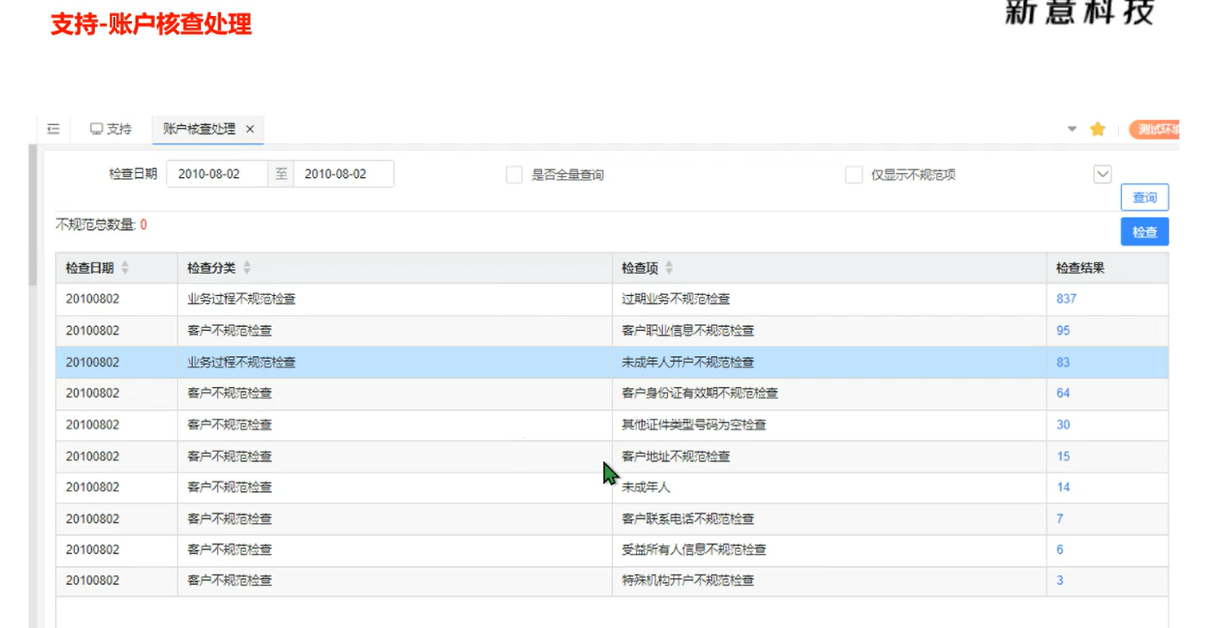 支持-账户核查处理
新意科技
支持 账户核查处理 ×
测试环境
检查日期 2010-08-02 至 2010-08-02 是否全量查询 仅显示不规范项
查询
不规范总数量: 0
检查
检查日期 检查分类 检查项 检查结果
20100802 业务过程不规范检查 过期业务不规范检查 837
20100802 客户不规范检查 客户职业信息不规范检查 95
20100802 业务过程不规范检查 未成年人开户不规范检查 83
20100802 客户不规范检查 客户身份证有效期不规范检查 64
20100802 客户不规范检查 其他证件类型号码为空检查 30
20100802 客户不规范检查 客户地址不规范检查 15
20100802 客户不规范检查 未成年人 14
20100802 客户不规范检查 客户联系电话不规范检查 7
20100802 客户不规范检查 受益所有人信息不规范检查 6
20100802 客户不规范检查 特殊机构开户不规范检查 3